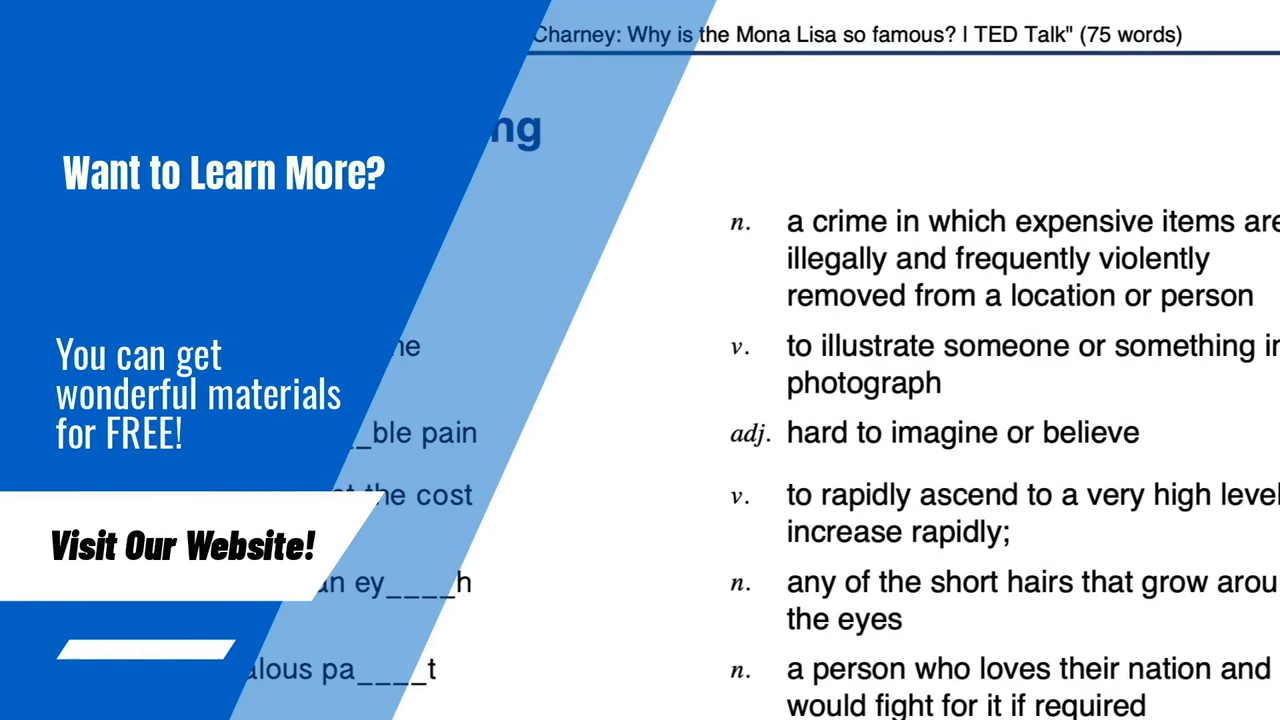 Charney: Why is the Mona Lisa so famous? | TED Talk" (75 words)
ng
Want to Learn More?
You can get
wonderful materials
for FREE!
Visit Our Website!
n. a crime in which expensive items are
illegally and frequently violently
removed from a location or person
ne v. to illustrate someone or something in
photograph
_ble pain adj. hard to imagine or believe
the cost v. to rapidly ascend to a very high level
increase rapidly;
an ey____h n. any of the short hairs that grow arou
the eyes
alous pa____t n. a person who loves their nation and
would fight for it if required